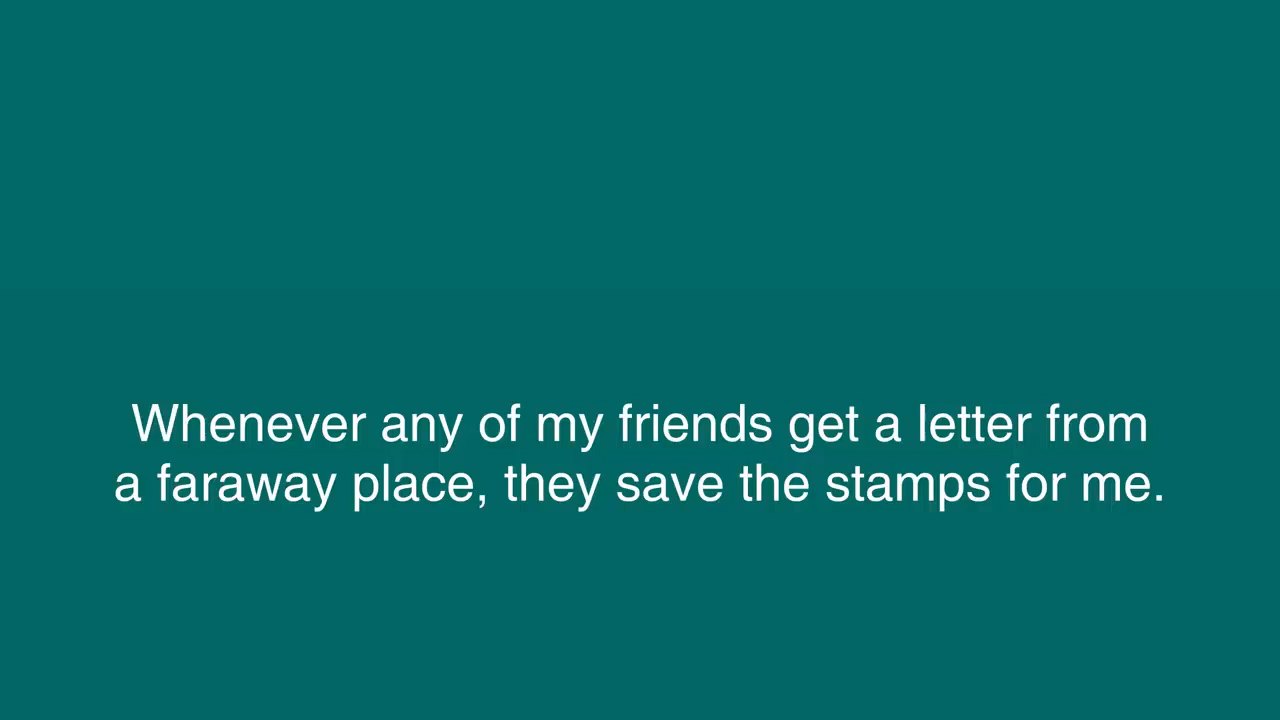 Whenever any of my friends get a letter from
a faraway place, they save the stamps for me.